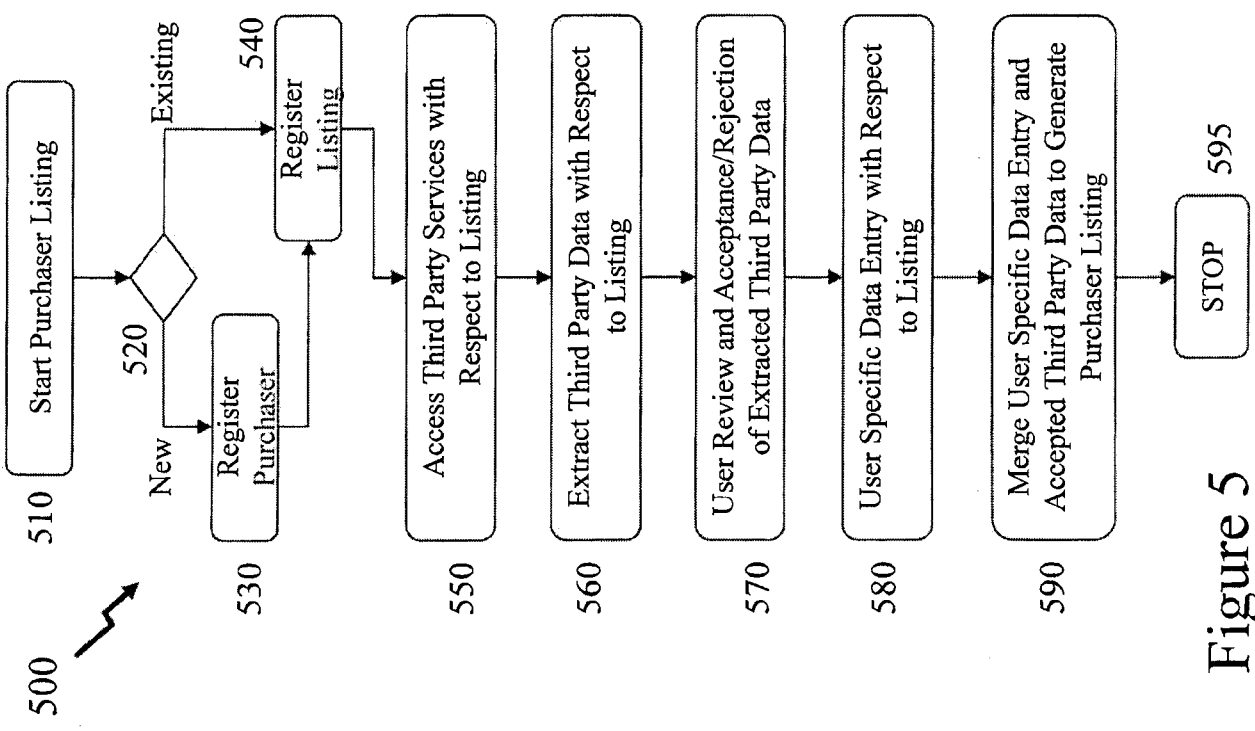 500
510
Start Purchaser Listing
520
New
Existing
530
Register
Purchaser
540
Register
Listing
550
Access Third Party Services with
Respect to Listing
560
Extract Third Party Data with Respect
to Listing
570
User Review and Acceptance/Rejection
of Extracted Third Party Data
580
User Specific Data Entry with Respect
to Listing
590
Merge User Specific Data Entry and
Accepted Third Party Data to Generate
Purchaser Listing
STOP
595
Figure 5